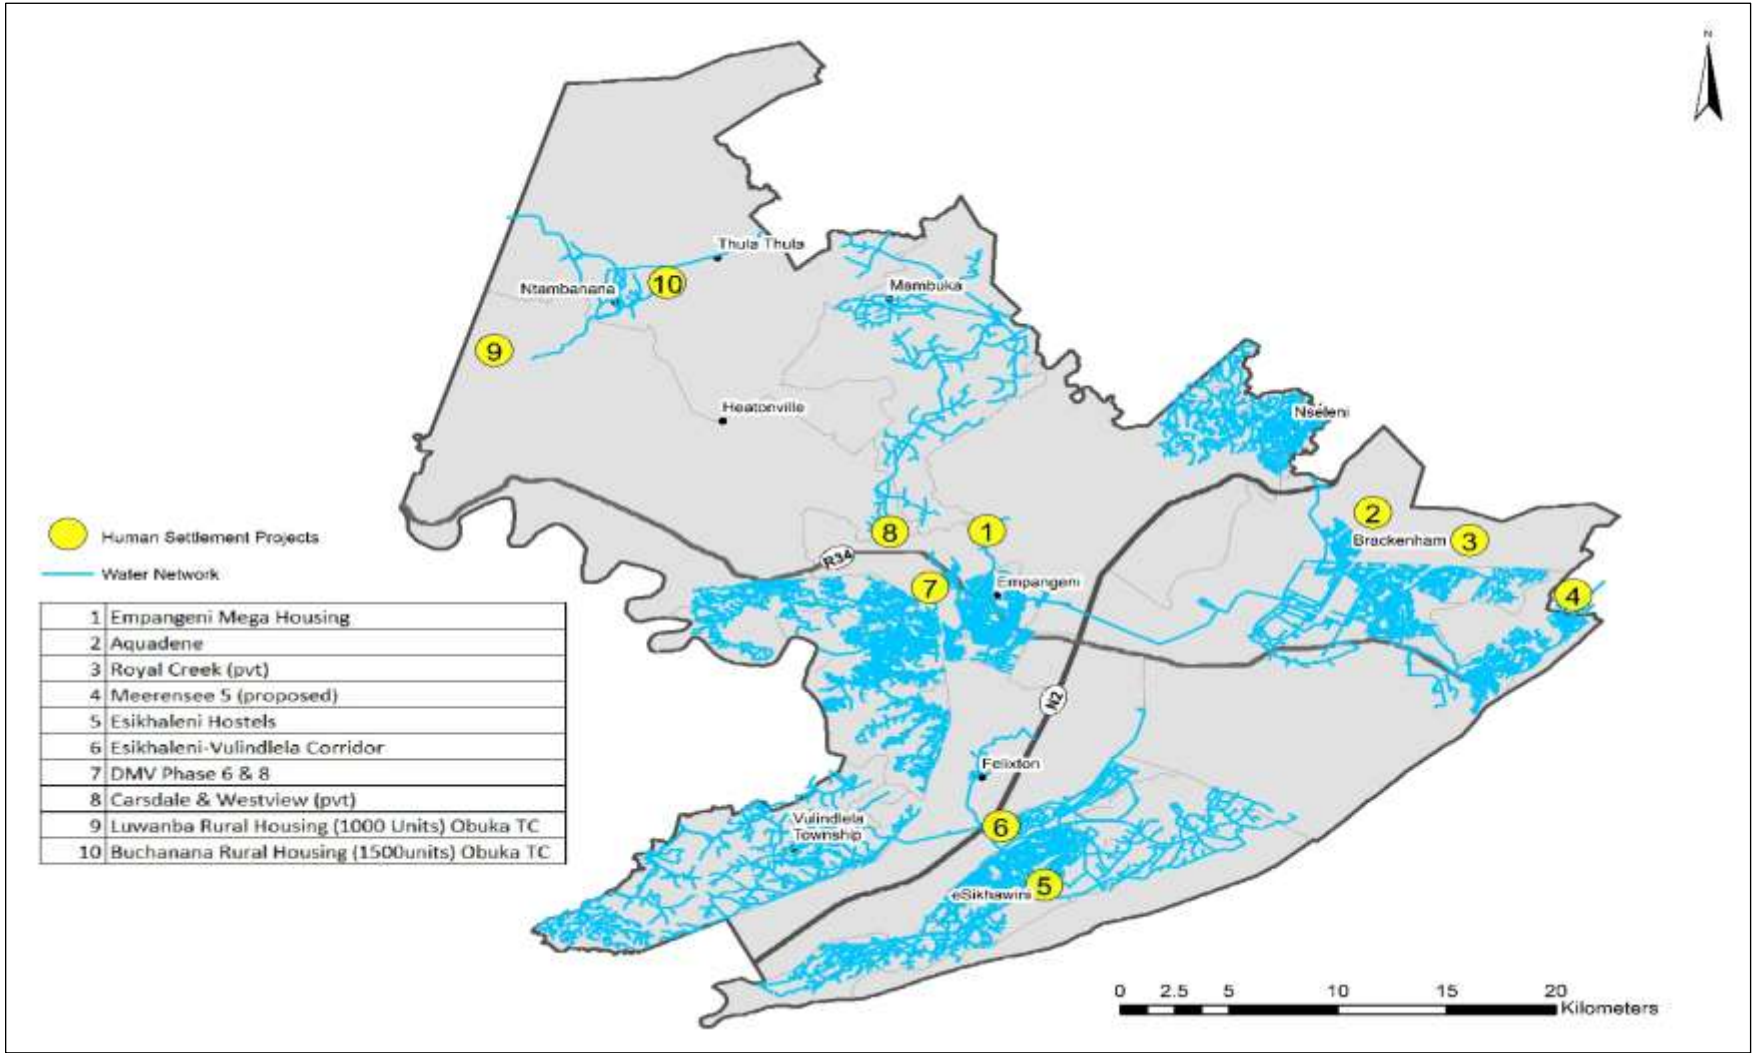 N
Thula Thula
Ntambanana
10
Mambuka
9
Heatonville
Nseleni
2
Brackenham
3
8
1
R34
7
Empangeni
4
N2
Felixton
6
Vulindlela
Township
5
eSikhawini
Human Settlement Projects
Water Network
1 Empangeni Mega Housing
2 Aquadene
3 Royal Creek (pvt)
4 Meerensee 5 (proposed)
5 Esikhaleni Hostels
6 Esikhaleni-Vulindlela Corridor
7 DMV Phase 6 & 8
8 Carsdale & Westview (pvt)
9 Luwanba Rural Housing (1000 Units) Obuka TC
10 Buchanana Rural Housing (1500units) Obuka TC
0 2.5 5 10 15 20
Kilometers